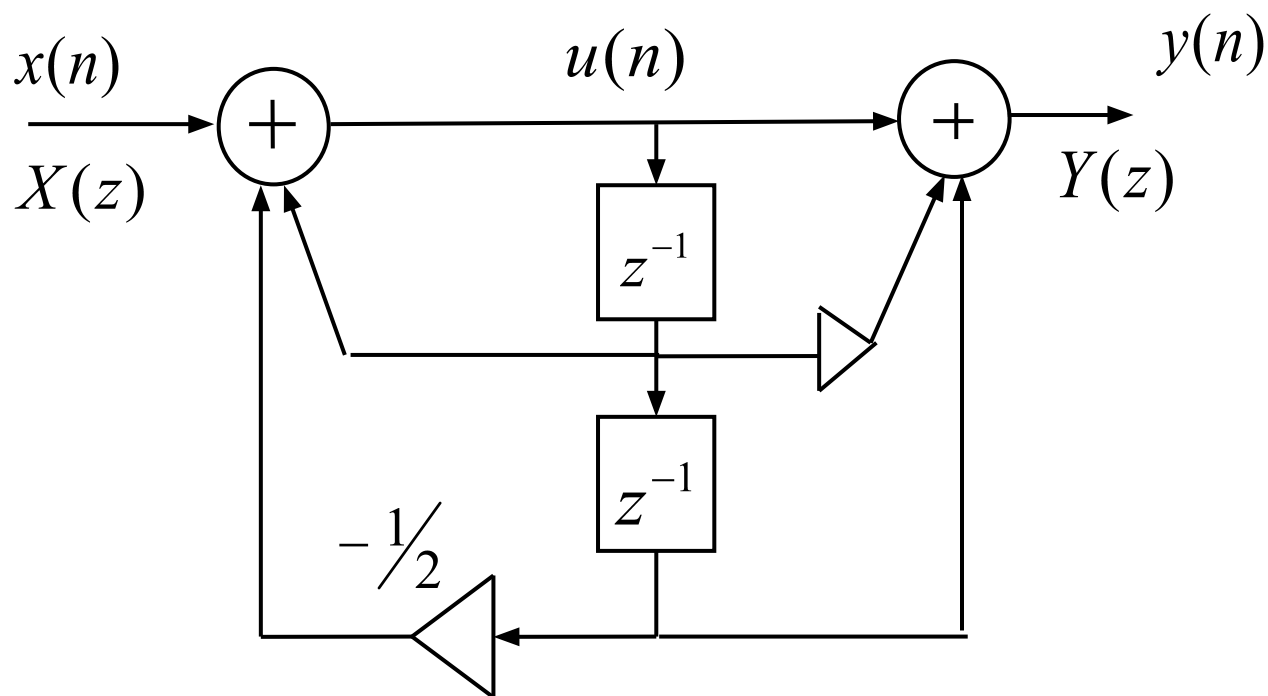 x(n)
u(n)
y(n)
+
+
X(z)
Y(z)
z⁻¹
z⁻¹
− 1/2